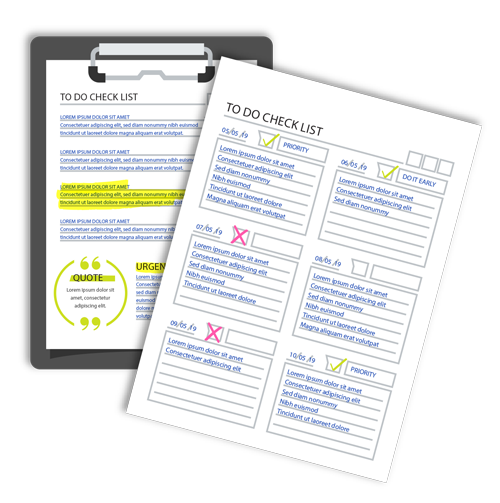 TO DO CHECK LIST
LOREM IPSUM DOLOR SIT AMET
Consectetuer adipiscing elit, sed diam nonummy nibh euismod
tincidunt ut laoreet dolore magna aliquam erat volutpat,
LOREM IPSUM DOLOR SIT AMET
Consectetuer adipiscing elit, sed diam nonummy nibh
tincidunt ut laoreet dolore magna aliquam erat volutpat,
LOREM IPSUM DOLOR SIT AMET
Consectetuer adipiscing elit, sed diam nonummy nibh
tincidunt ut laoreet dolore magna aliquam erat volutpat,
LOREM IPSUM DOLOR SIT AMET
Consectetuer adipiscing elit, sed diam nonummy
tincidunt ut laoreet dolore magna aliquam erat
QUOTE
Lorem ipsum dolor
sit amet, consectetur
adipiscing elit.
URGEN
Lorem ipsum
Consectetuer
Sed diam
Nibh
euismod
Tincidunt
TO DO CHECK LIST
05/05 /19
PRIORITY
Lorem ipsum dolor sit amet
Consectetuer adipiscing elit
Sed diam nonummy
Nibh euismod
Tincidunt ut laoreet dolore
Magna aliquam erat volutpat
06/05 /19
DO IT EARLY
Lorem ipsum dolor sit amet
Consectetuer adipiscing elit
07/05 /19
Lorem ipsum dolor sit amet
Consectetuer adipiscing elit
Sed diam nonummy
Nibh euismod
Tincidunt ut laoreet dolore
08/05 /19
Lorem ipsum dolor sit amet
Consectetuer adipiscing elit
Sed diam nonummy
Nibh euismod
Tincidunt ut laoreet dolore
Magna aliquam erat volutpat
09/05 /19
Lorem ipsum dolor sit amet
Consectetuer adipiscing elit
10/05 /19
PRIORITY
Lorem ipsum dolor sit amet
Consectetuer adipiscing elit
Sed diam nonummy
Nibh euismod
Tincidunt ut laoreet dolore